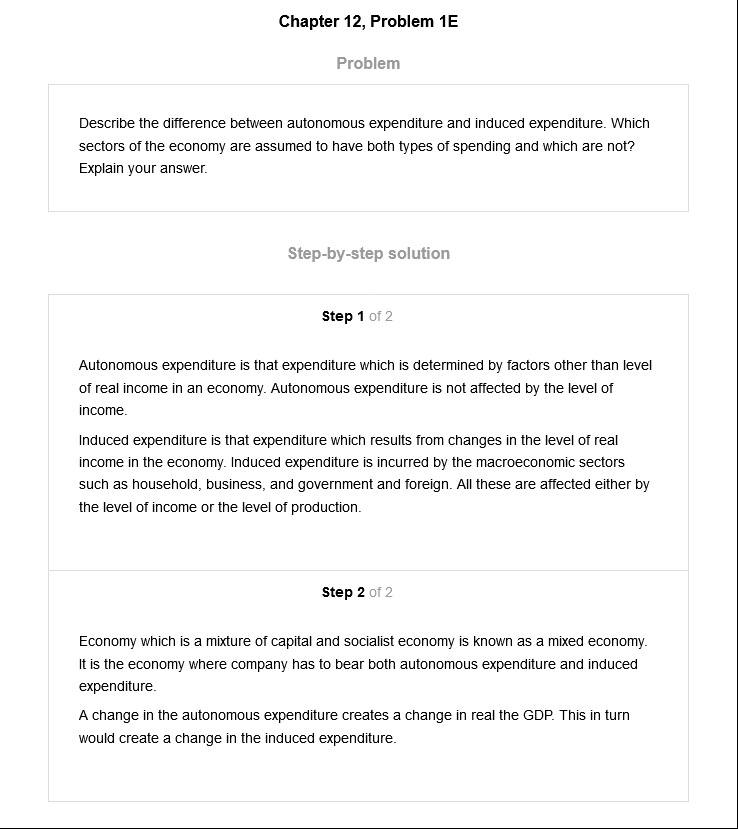 Chapter 12, Problem 1E
Problem
Describe the difference between autonomous expenditure and induced expenditure. Which
sectors of the economy are assumed to have both types of spending and which are not?
Explain your answer.
Step-by-step solution
Step 1 of 2
Autonomous expenditure is that expenditure which is determined by factors other than level
of real income in an economy. Autonomous expenditure is not affected by the level of
income.
Induced expenditure is that expenditure which results from changes in the level of real
income in the economy. Induced expenditure is incurred by the macroeconomic sectors
such as household, business, and government and foreign. All these are affected either by
the level of income or the level of production.
Step 2 of 2
Economy which is a mixture of capital and socialist economy is known as a mixed economy.
It is the economy where company has to bear both autonomous expenditure and induced
expenditure.
A change in the autonomous expenditure creates a change in real the GDP. This in turn
would create a change in the induced expenditure.